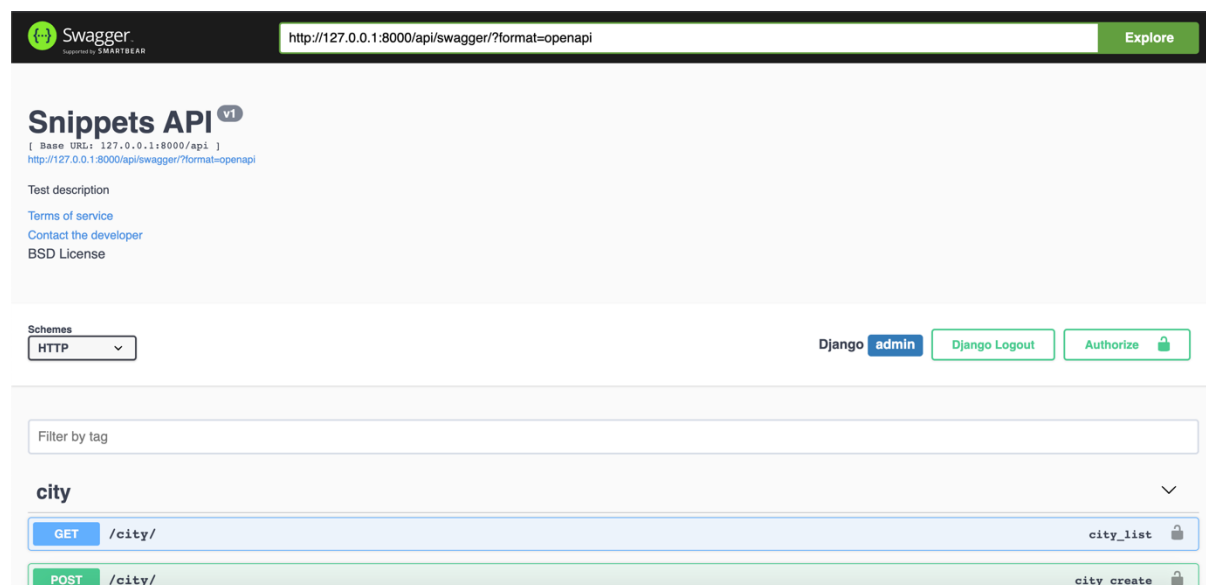 Swagger.
Supported by SMARTBEAR
http://127.0.0.1:8000/api/swagger/?format=openapi
Explore
Snippets API v1
[ Base URL: 127.0.0.1:8000/api ]
http://127.0.0.1:8000/api/swagger/?format=openapi
Test description
Terms of service
Contact the developer
BSD License
Schemes
HTTP
Django admin
Django Logout
Authorize
Filter by tag
city
GET /city/ city_list
POST /city/ city_create